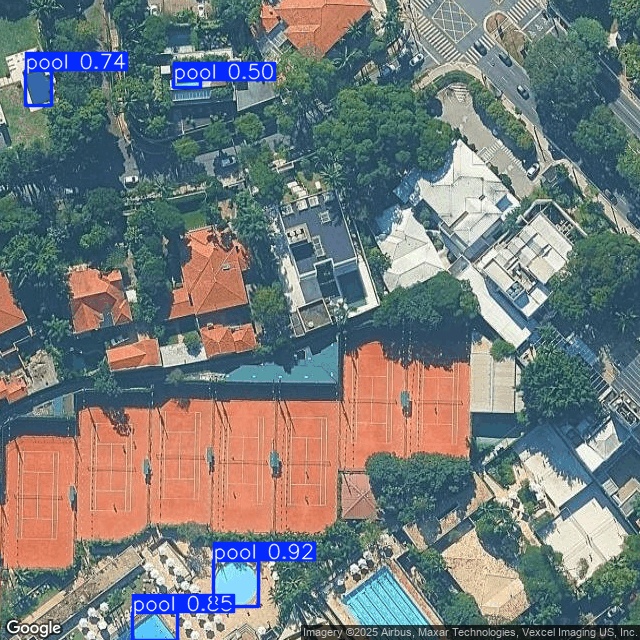 pool 0.74
pool 0.50
pool 0.92
pool 0.85
Google
Imagery ©2025 Airbus, Maxar Technologies, Vexcel Imaging US, Inc.